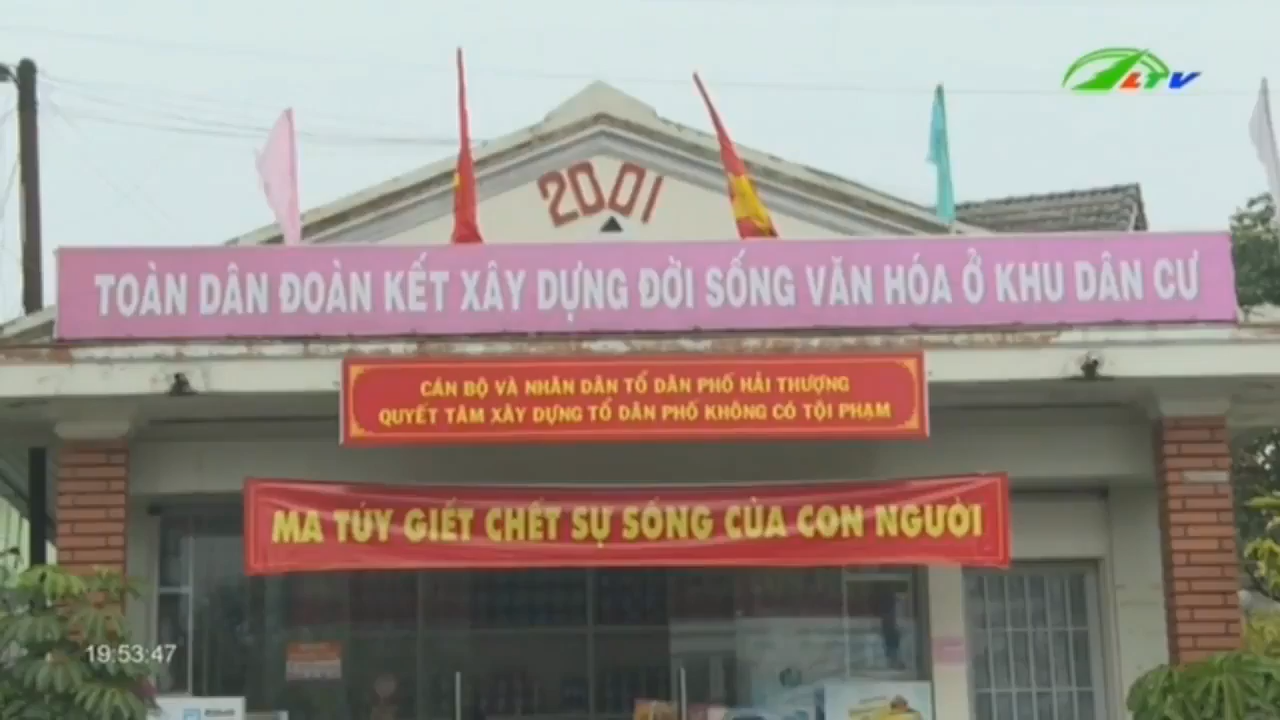 LTV
2001
TOÀN DÂN ĐOÀN KẾT XÂY DỰNG ĐỜI SỐNG VĂN HÓA Ở KHU DÂN CƯ
CÁN BỘ VÀ NHÂN DÂN TỔ DÂN PHỐ HẢI THƯỢNG
QUYẾT TÂM XÂY DỰNG TỔ DÂN PHỐ KHÔNG CÓ TỘI PHẠM
MA TÚY GIẾT CHẾT SỰ SỐNG CỦA CON NGƯỜI
19:53:47